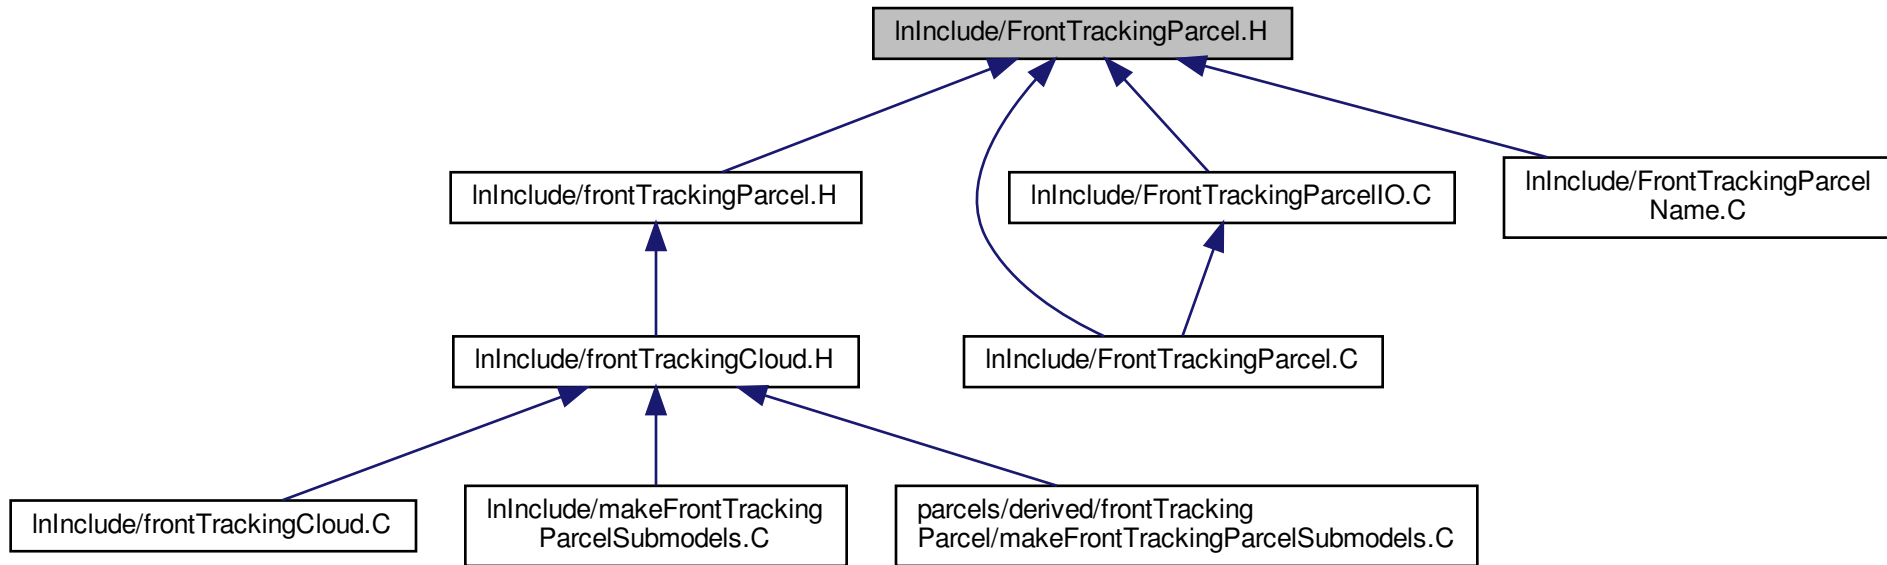 lnInclude/FrontTrackingParcel.H
lnInclude/frontTrackingParcel.H
lnInclude/FrontTrackingParcelIO.C
lnInclude/FrontTrackingParcel
Name.C
lnInclude/frontTrackingCloud.H
lnInclude/FrontTrackingParcel.C
lnInclude/frontTrackingCloud.C
lnInclude/makeFrontTracking
ParcelSubmodels.C
parcels/derived/frontTracking
Parcel/makeFrontTrackingParcelSubmodels.C